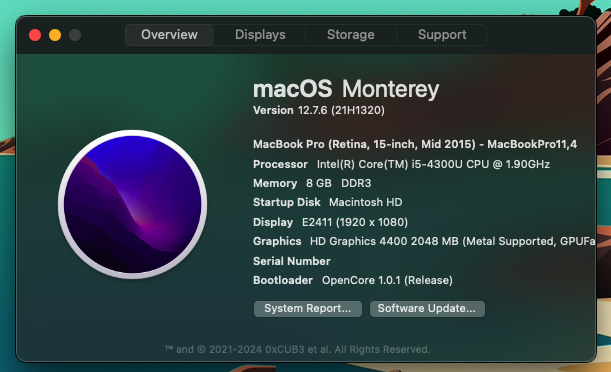 Overview Displays Storage Support
macOS Monterey
Version 12.7.6 (21H1320)
MacBook Pro (Retina, 15-inch, Mid 2015) - MacBookPro11,4
Processor Intel(R) Core(TM) i5-4300U CPU @ 1.90GHz
Memory 8 GB DDR3
Startup Disk Macintosh HD
Display E2411 (1920 x 1080)
Graphics HD Graphics 4400 2048 MB (Metal Supported, GPUFa
Serial Number
Bootloader OpenCore 1.0.1 (Release)
System Report... Software Update...
™ and © 2021-2024 0xCUB3 et al. All Rights Reserved.